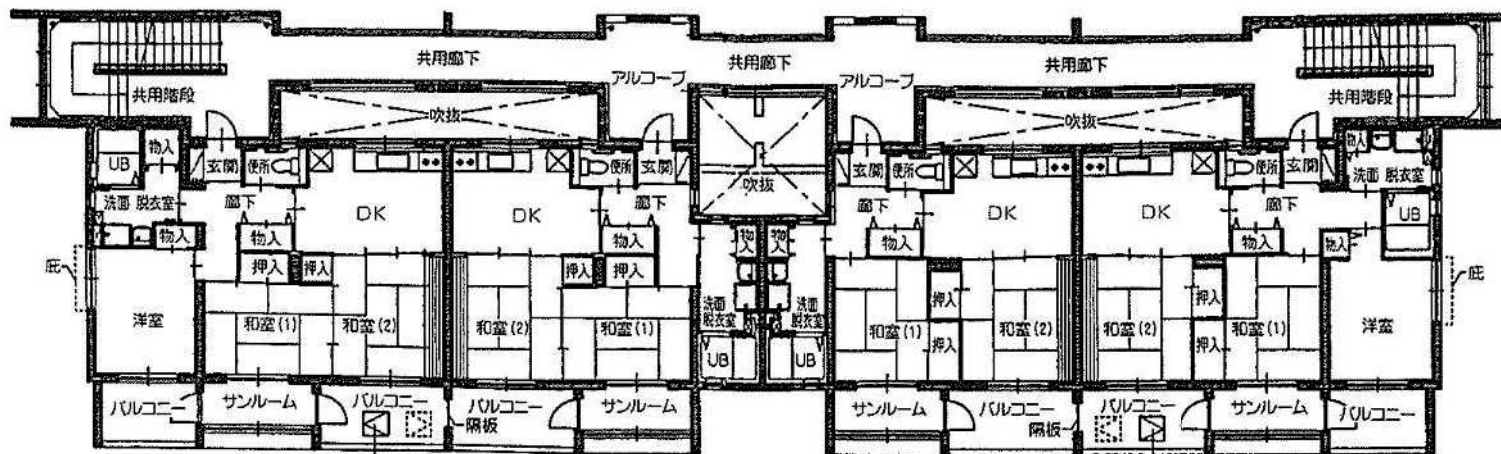 共用廊下
共用廊下
共用廊下
アルコーブ
アルコーブ
共用階段
共用階段
吹抜
吹抜
吹抜
UB
物入
玄関
便所
便所
玄関
玄関
便所
便所
玄関
物入
洗面 脱衣室
洗面 脱衣室
廊下
DK
DK
廊下
廊下
DK
DK
廊下
UB
物入
物入
物入
物入
物入
物入
物入
物入
押入
押入
押入
押入
押入
押入
押入
押入
庇
庇
洋室
和室(1)
和室(2)
和室(2)
和室(1)
洗面
脱衣室
洗面
脱衣室
UB
UB
和室(1)
和室(2)
和室(2)
和室(1)
洋室
バルコニー
サンルーム
バルコニー
隔板
バルコニー
サンルーム
サンルーム
バルコニー
隔板
バルコニー
サンルーム
バルコニー